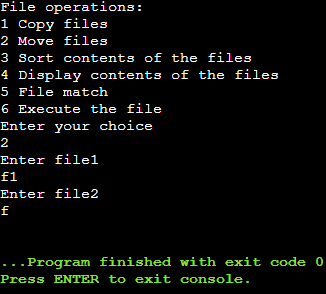 File operations:
1 Copy files
2 Move files
3 Sort contents of the files
4 Display contents of the files
5 File match
6 Execute the file
Enter your choice
2
Enter file1
f1
Enter file2
f
...Program finished with exit code 0
Press ENTER to exit console.